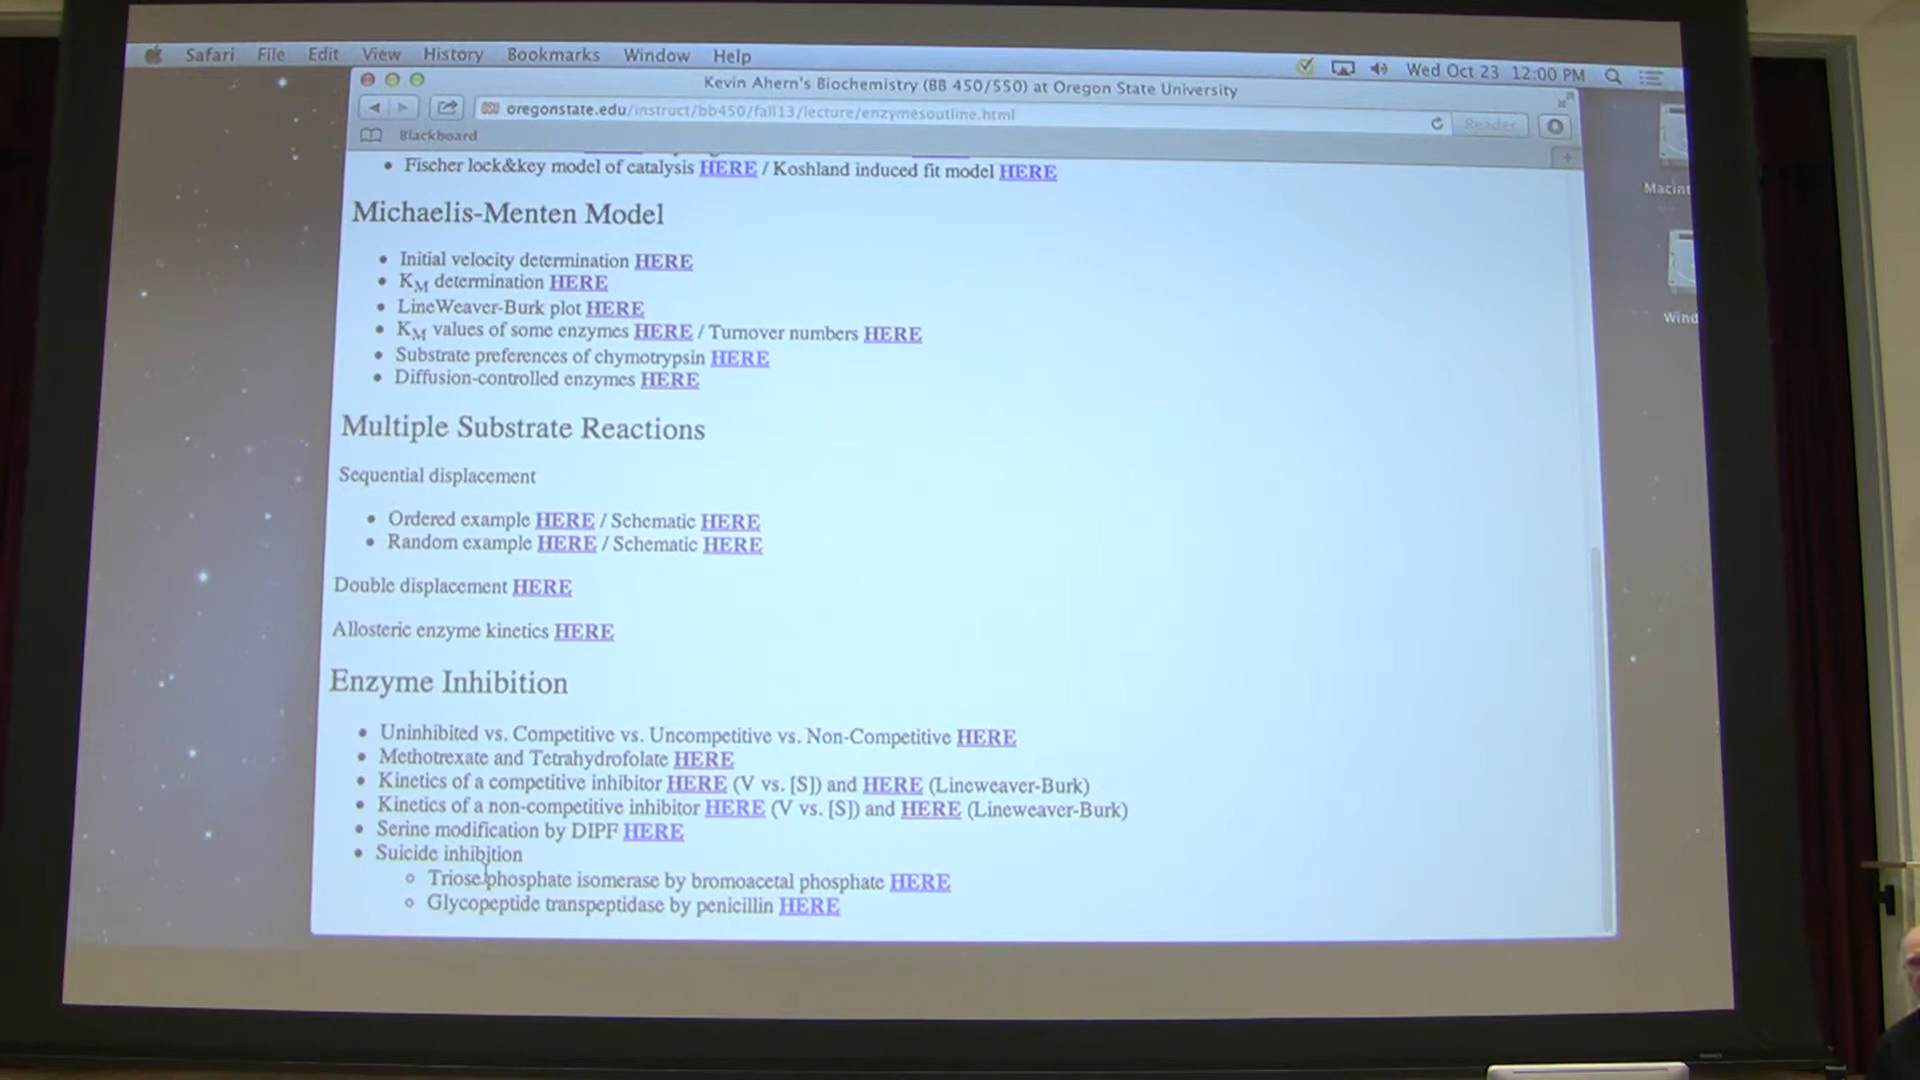 Safari File Edit View History Bookmarks Window Help
Wed Oct 23 12:00 PM
Kevin Ahern's Biochemistry (BB 450/550) at Oregon State University
OSU oregonstate.edu/instruct/bb450/fall13/lecture/enzymesoutline.html
Reader
Blackboard
• Fischer lock&key model of catalysis HERE / Koshland induced fit model HERE
Macint
Michaelis-Menten Model
• Initial velocity determination HERE
• KM determination HERE
• LineWeaver-Burk plot HERE
Wind
• KM values of some enzymes HERE / Turnover numbers HERE
• Substrate preferences of chymotrypsin HERE
• Diffusion-controlled enzymes HERE
Multiple Substrate Reactions
Sequential displacement
• Ordered example HERE / Schematic HERE
• Random example HERE / Schematic HERE
Double displacement HERE
Allosteric enzyme kinetics HERE
Enzyme Inhibition
• Uninhibited vs. Competitive vs. Uncompetitive vs. Non-Competitive HERE
• Methotrexate and Tetrahydrofolate HERE
• Kinetics of a competitive inhibitor HERE (V vs. [S]) and HERE (Lineweaver-Burk)
• Kinetics of a non-competitive inhibitor HERE (V vs. [S]) and HERE (Lineweaver-Burk)
• Serine modification by DIPF HERE
• Suicide inhibition
○ Triose phosphate isomerase by bromoacetal phosphate HERE
○ Glycopeptide transpeptidase by penicillin HERE